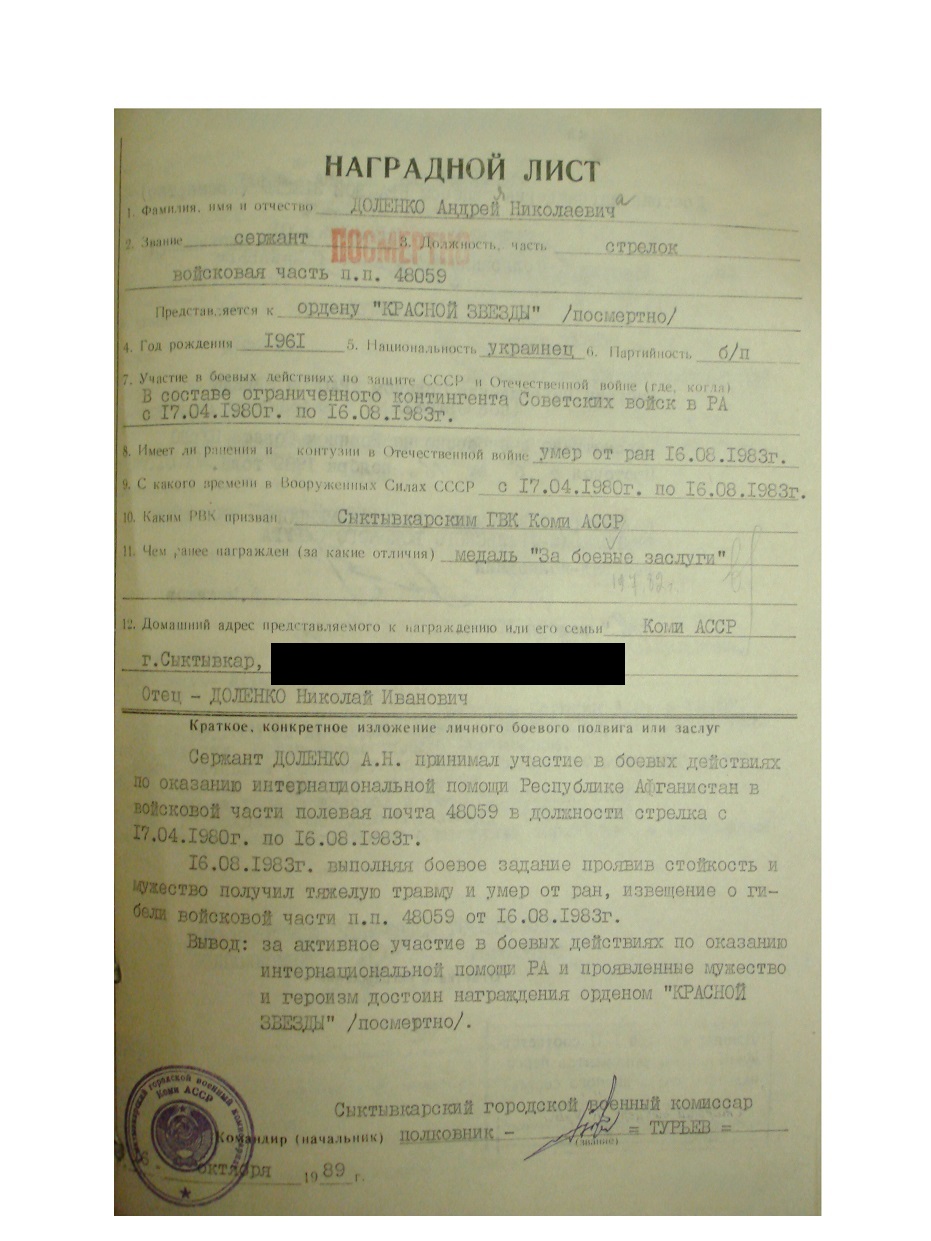 НАГРАДНОЙ ЛИСТ
1. Фамилия, имя и отчество ДОЛЕНКО Андрей Николаевич
я а
2. Звание сержант ПОСМЕРТНО 3. Должность, часть стрелок
войсковая часть п.п. 48059
Представляется к ордену "КРАСНОЙ ЗВЕЗДЫ" /посмертно/
4. Год рождения 1961 5. Национальность украинец 6. Партийность б/п
7. Участие в боевых действиях по защите СССР и Отечественной войне (где, когда)
В составе ограниченного контингента Советских войск в РА
с 17.04.1980г. по 16.08.1983г.
8. Имеет ли ранения и контузии в Отечественной войне умер от ран 16.08.1983г.
9. С какого времени в Вооруженных Силах СССР с 17.04.1980г. по 16.08.1983г.
10. Каким РВК призван Сыктывкарским ГВК Коми АССР
11. Чем ранее награжден (за какие отличия) медаль "За боевые заслуги"
12. Домашний адрес представляемого к награждению или его семьи Коми АССР
г.Сыктывкар,
Отец - ДОЛЕНКО Николай Иванович
Краткое, конкретное изложение личного боевого подвига или заслуг
Сержант ДОЛЕНКО А.Н. принимал участие в боевых действиях
по оказанию интернациональной помощи Республике Афганистан в
войсковой части полевая почта 48059 в должности стрелка с
17.04.1980г. по 16.08.1983г.
16.08.1983г. выполняя боевое задание проявив стойкость и
мужество получил тяжелую травму и умер от ран, извещение о ги-
бели войсковой части п.п. 48059 от 16.08.1983г.
Вывод: за активное участие в боевых действиях по оказанию
интернациональной помощи РА и проявленные мужество
и героизм достоин награждения орденом "КРАСНОЙ
ЗВЕЗДЫ" /посмертно/.
Сыктывкарский городской военный комиссар
Командир (начальник) полковник - = ТУРЬЕВ =
(звание)
октября 1989 г.
Сыктывкарский городской военный комиссариат
Коми АССР